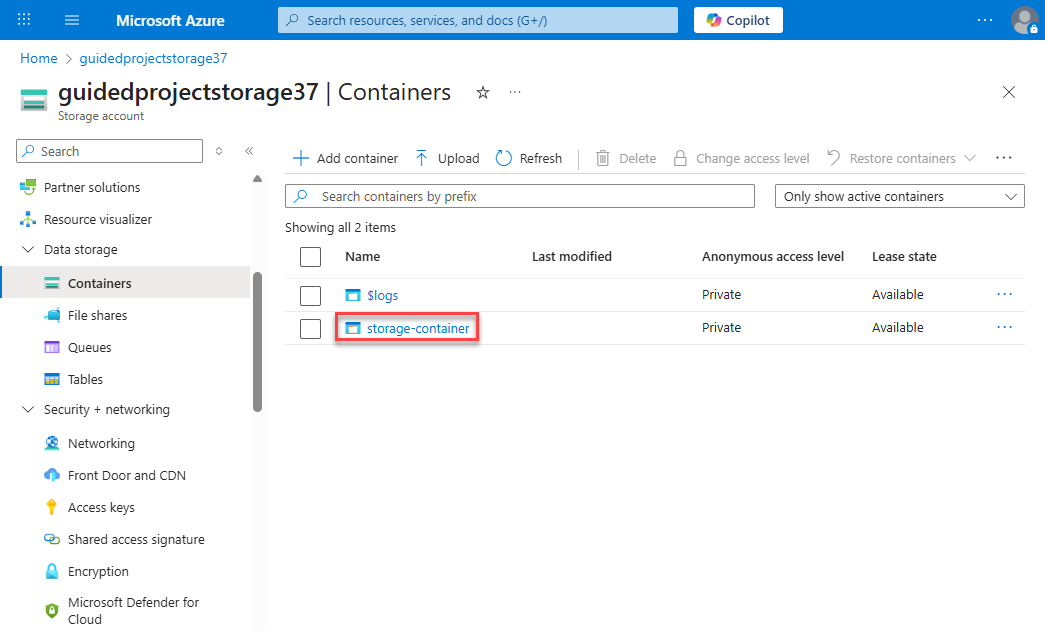 Microsoft Azure
Search resources, services, and docs (G+/)
Copilot
Home > guidedprojectstorage37
guidedprojectstorage37 | Containers
Storage account
Search
Partner solutions
Resource visualizer
Data storage
Containers
File shares
Queues
Tables
Security + networking
Networking
Front Door and CDN
Access keys
Shared access signature
Encryption
Microsoft Defender for
Cloud
Add container Upload Refresh Delete Change access level Restore containers
Search containers by prefix
Only show active containers
Showing all 2 items
Name Last modified Anonymous access level Lease state
$logs Private Available
storage-container Private Available